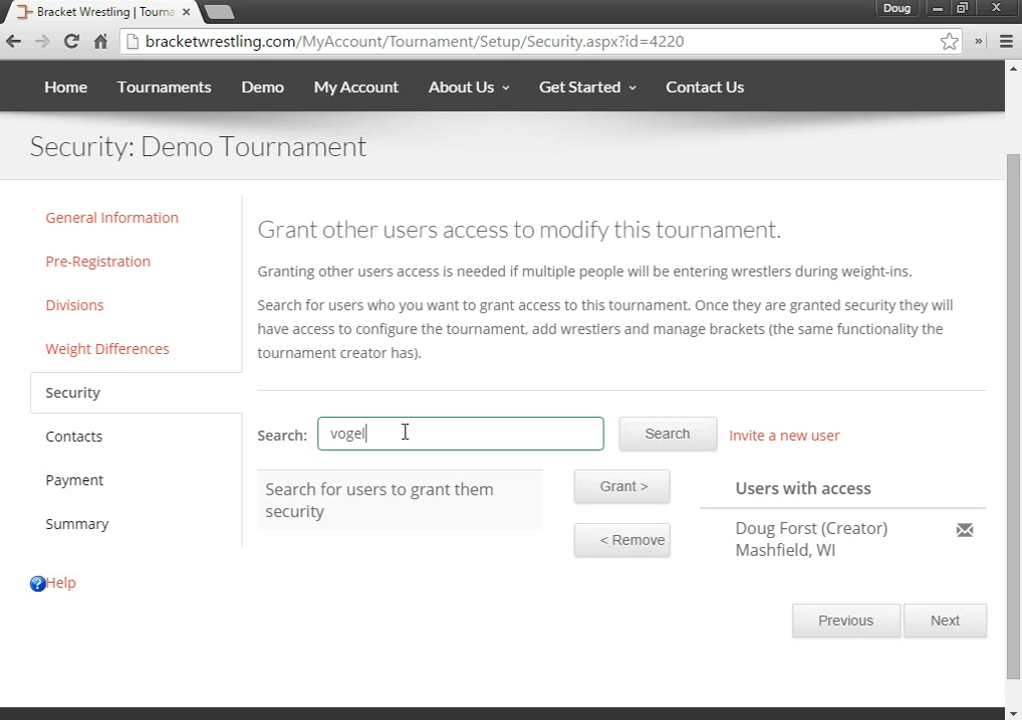 Bracket Wrestling | Tourna
Doug
bracketwrestling.com/MyAccount/Tournament/Setup/Security.aspx?id=4220
Home Tournaments Demo My Account About Us Get Started Contact Us
Security: Demo Tournament
General Information
Pre-Registration
Divisions
Weight Differences
Security
Contacts
Payment
Summary
Help
Grant other users access to modify this tournament.
Granting other users access is needed if multiple people will be entering wrestlers during weight-ins.
Search for users who you want to grant access to this tournament. Once they are granted security they will
have access to configure the tournament, add wrestlers and manage brackets (the same functionality the
tournament creator has).
Search: vogel Search Invite a new user
Search for users to grant them
security
Grant >
< Remove
Users with access
Doug Forst (Creator)
Mashfield, WI
Previous Next